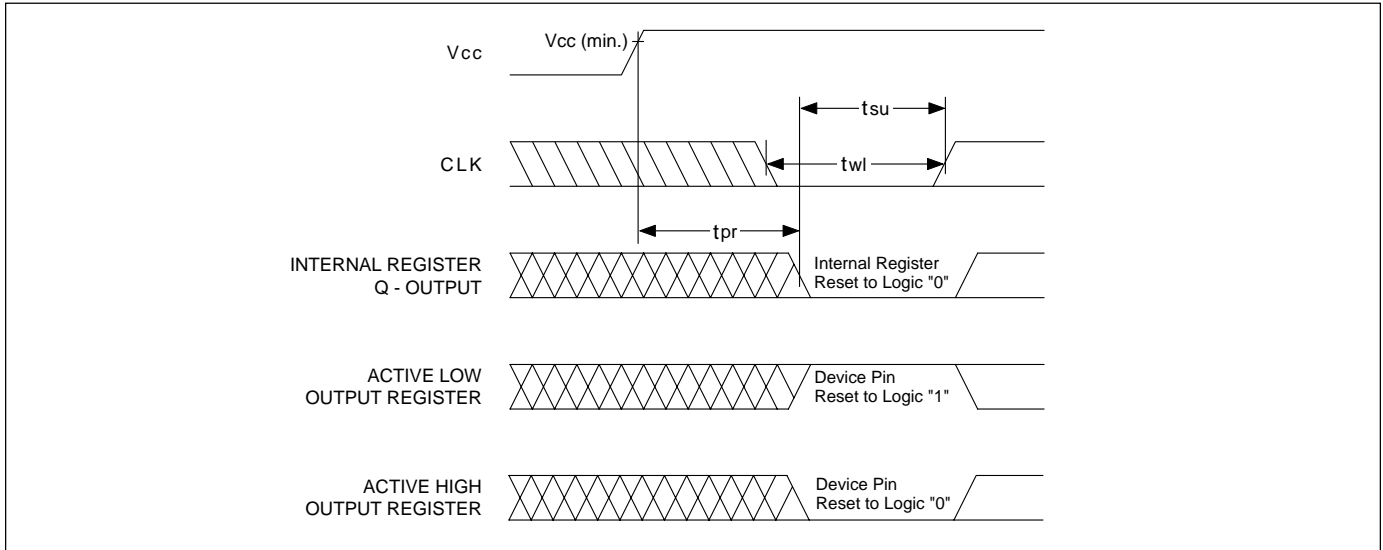 Vcc
Vcc (min.)
tsu
CLK
twl
tpr
INTERNAL REGISTER
Q - OUTPUT
Internal Register
Reset to Logic "0"
ACTIVE LOW
OUTPUT REGISTER
Device Pin
Reset to Logic "1"
ACTIVE HIGH
OUTPUT REGISTER
Device Pin
Reset to Logic "0"